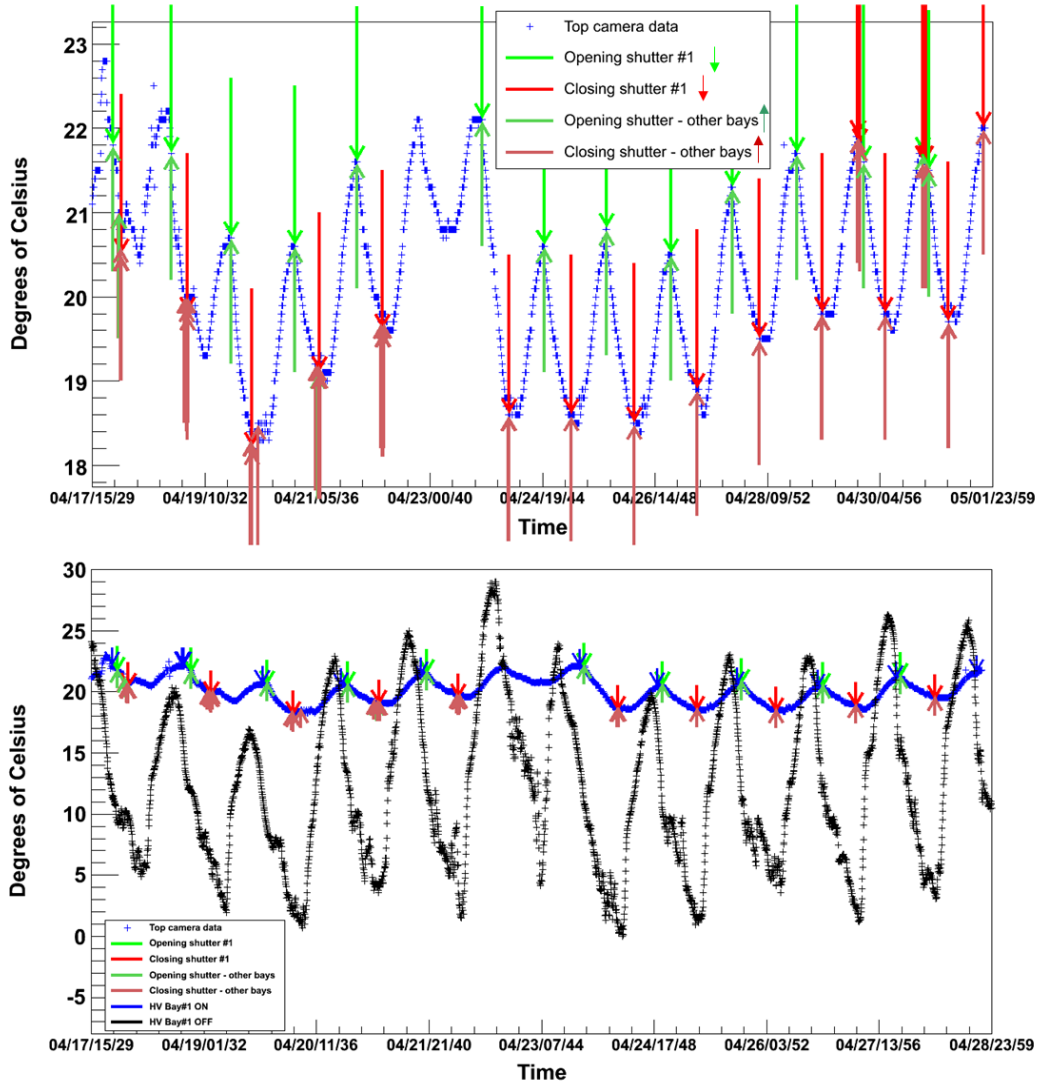 Degrees of Celsius
23
22
21
20
19
18
Top camera data
Opening shutter #1
Closing shutter #1
Opening shutter - other bays
Closing shutter - other bays
04/17/15/29 04/19/10/32 04/21/05/36 04/23/00/40 04/24/19/44 04/26/14/48 04/28/09/52 04/30/04/56 05/01/23/59
Time
Degrees of Celsius
30
25
20
15
10
5
0
-5
Top camera data
Opening shutter #1
Closing shutter #1
Opening shutter - other bays
Closing shutter - other bays
HV Bay#1 ON
HV Bay#1 OFF
04/17/15/29 04/19/01/32 04/20/11/36 04/21/21/40 04/23/07/44 04/24/17/48 04/26/03/52 04/27/13/56 04/28/23/59
Time